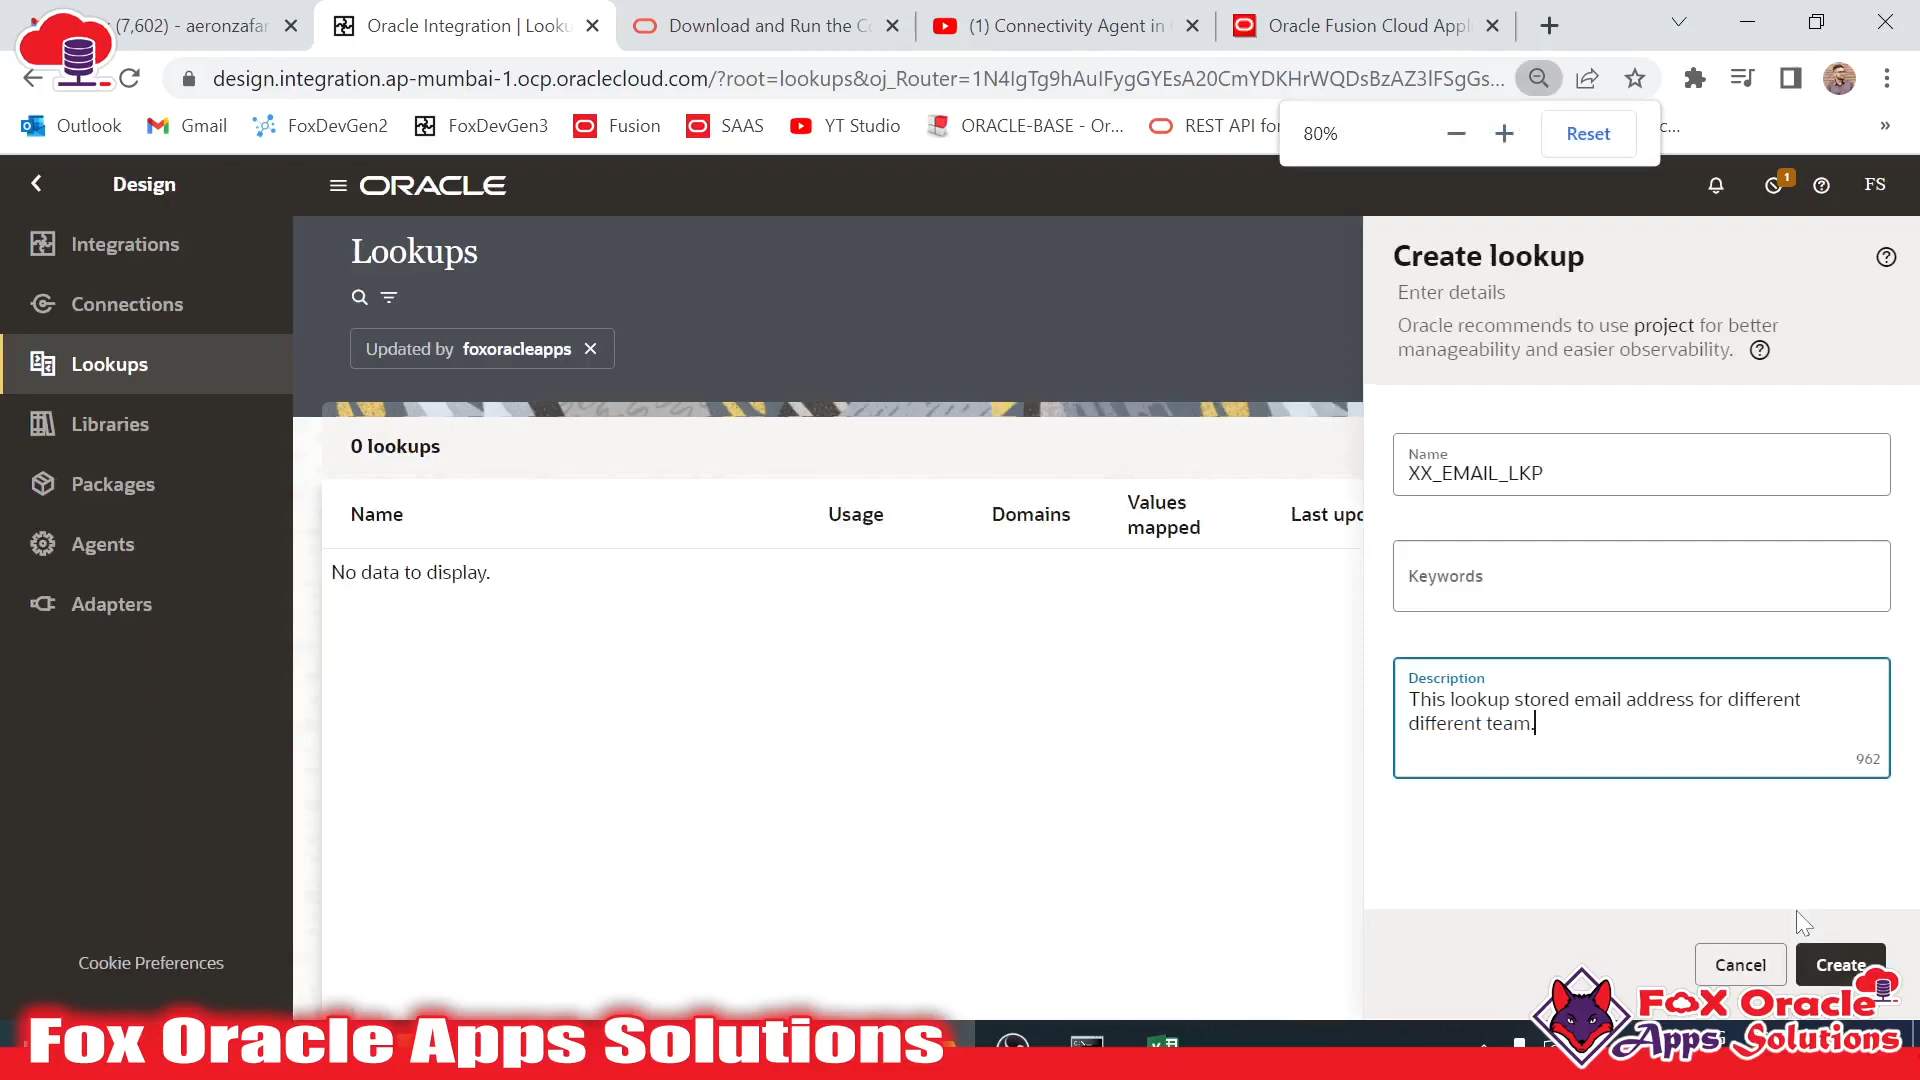 (7,602) - aeronzafar
Oracle Integration | Looku
Download and Run the Co
(1) Connectivity Agent in
Oracle Fusion Cloud Appl
design.integration.ap-mumbai-1.ocp.oraclecloud.com/?root=lookups&oj_Router=1N4IgTg9hAuIFygGYEsA20CmYDKHrWQDsBzAZ3lFSgGs...
Outlook
Gmail
FoxDevGen2
FoxDevGen3
Fusion
SAAS
YT Studio
ORACLE-BASE - Or...
REST API for
c...
»
80%
Reset
Design
ORACLE
1
FS
Integrations
Connections
Lookups
Libraries
Packages
Agents
Adapters
Cookie Preferences
Lookups
Updated by foxoracleapps
0 lookups
Name
Usage
Domains
Values
mapped
Last upd
No data to display.
Create lookup
Enter details
Oracle recommends to use project for better
manageability and easier observability.
Name
XX_EMAIL_LKP
Keywords
Description
This lookup stored email address for different
different team.
962
Cancel
Create
Fox Oracle Apps Solutions
Fox Oracle
Apps Solutions